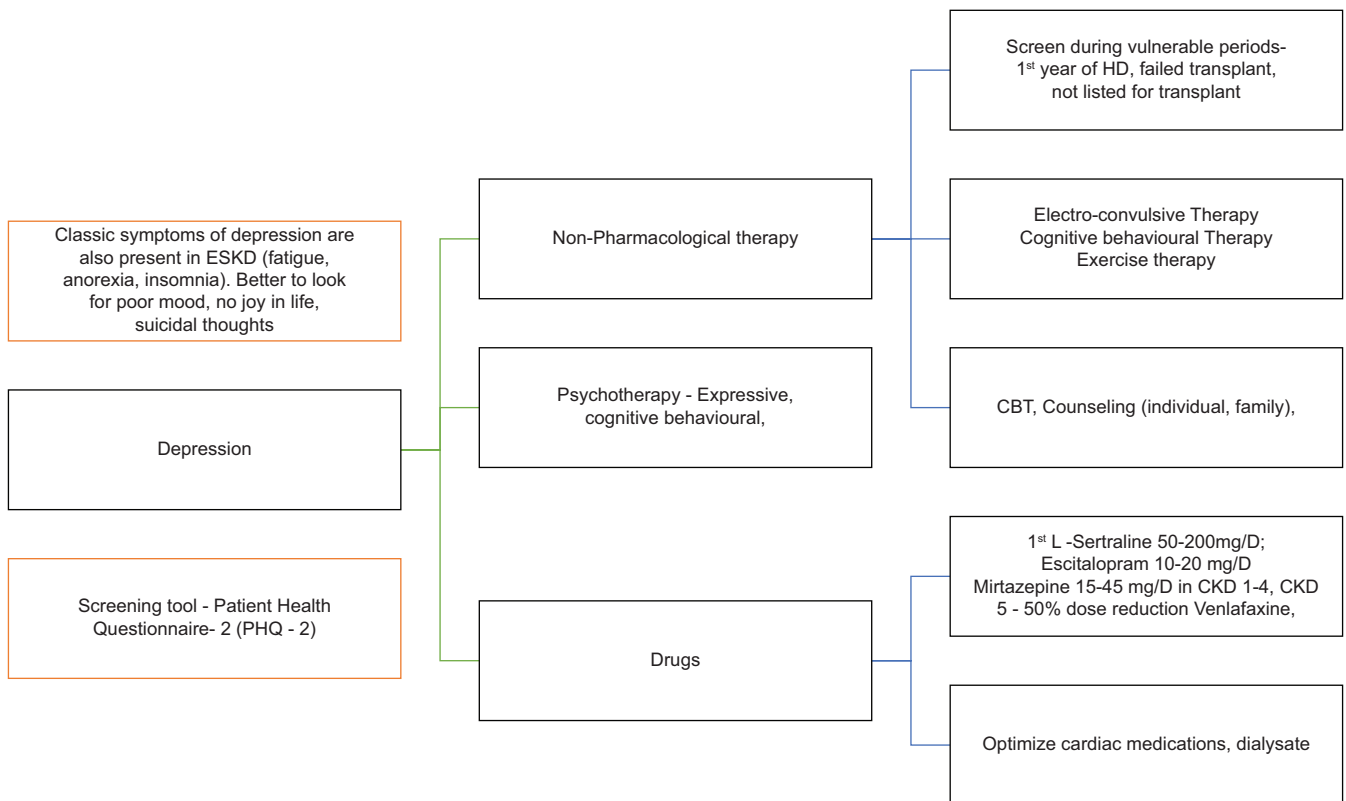 Classic symptoms of depression are
also present in ESKD (fatigue,
anorexia, insomnia). Better to look
for poor mood, no joy in life,
suicidal thoughts
Depression
Screening tool - Patient Health
Questionnaire- 2 (PHQ - 2)
Non-Pharmacological therapy
Psychotherapy - Expressive,
cognitive behavioural,
Drugs
Screen during vulnerable periods-
1st year of HD, failed transplant,
not listed for transplant
Electro-convulsive Therapy
Cognitive behavioural Therapy
Exercise therapy
CBT, Counseling (individual, family),
1st L -Sertraline 50-200mg/D;
Escitalopram 10-20 mg/D
Mirtazepine 15-45 mg/D in CKD 1-4, CKD
5 - 50% dose reduction Venlafaxine,
Optimize cardiac medications, dialysate